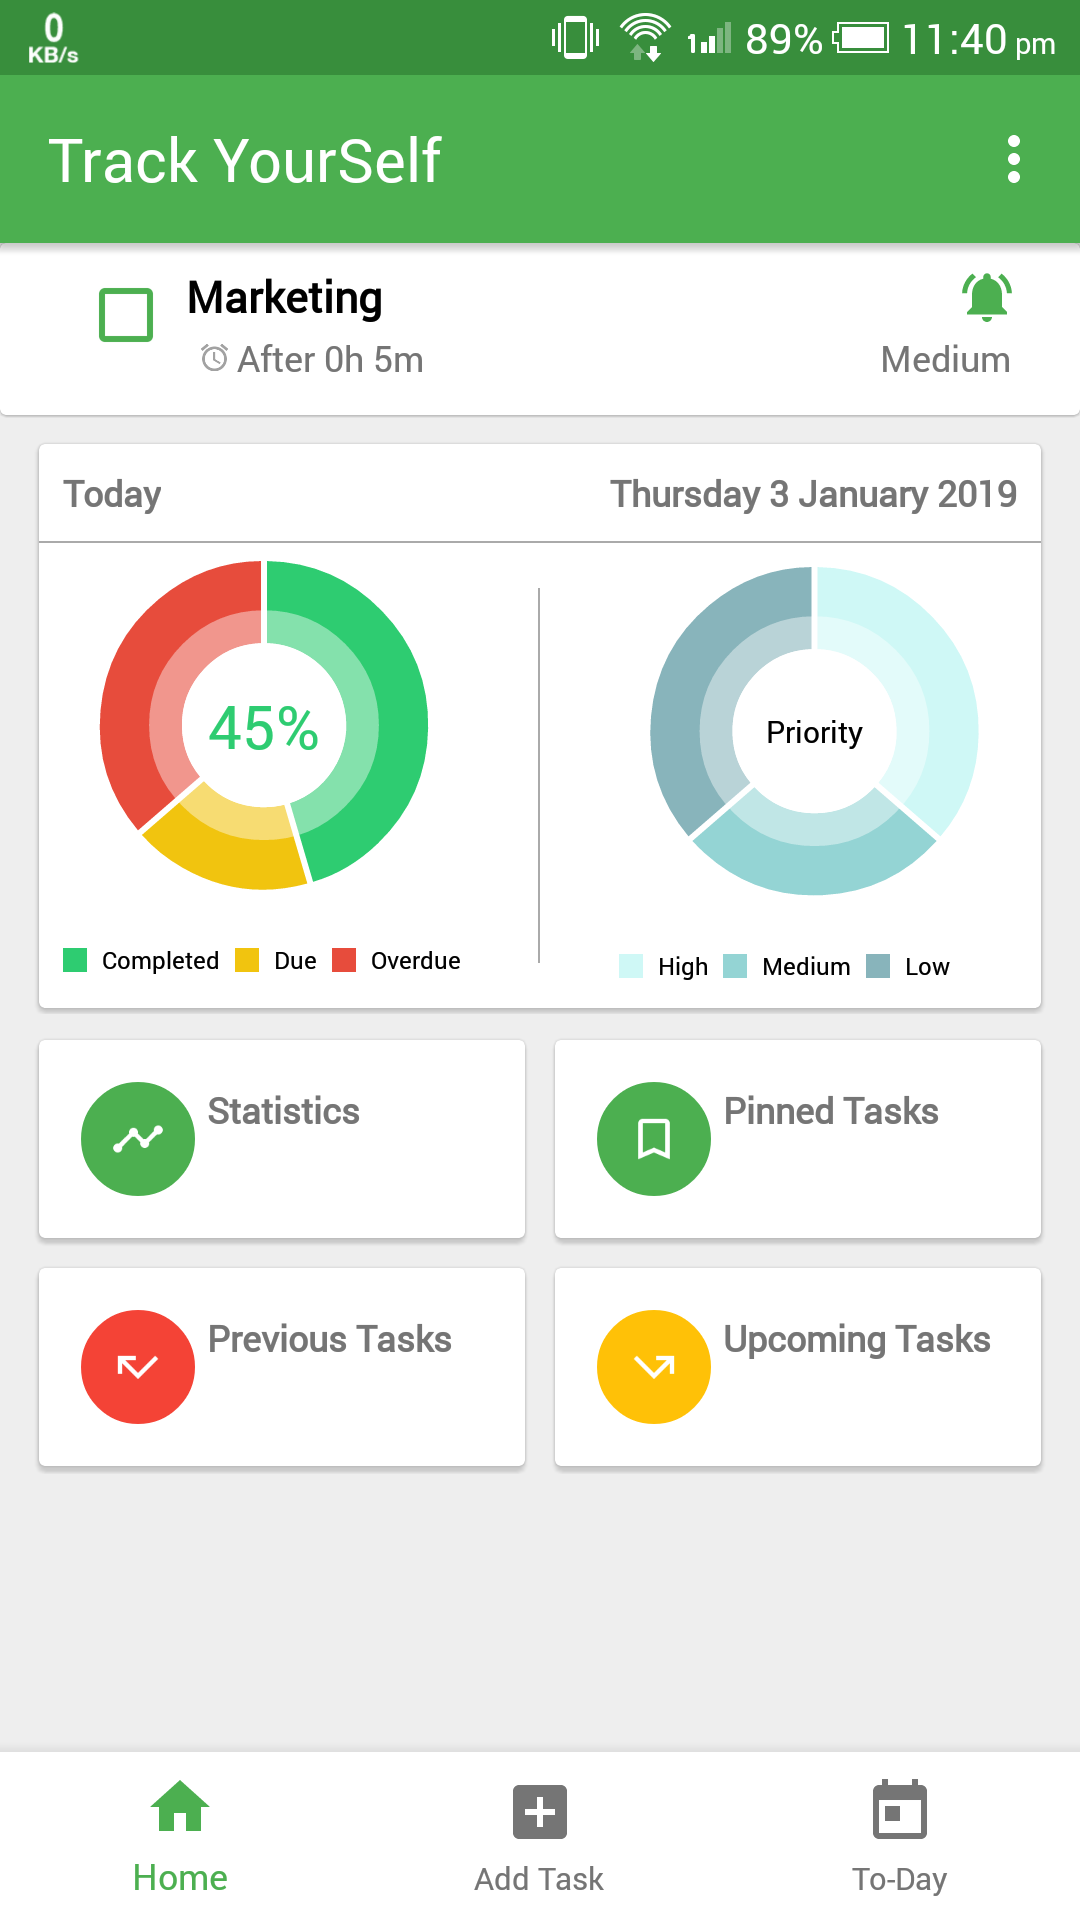 0
KB/s
1
89%
11:40 pm
Track YourSelf
Marketing
After 0h 5m
Medium
Today
Thursday 3 January 2019
45%
Priority
Completed Due Overdue
High Medium Low
Statistics
Pinned Tasks
Previous Tasks
Upcoming Tasks
Home
Add Task
To-Day